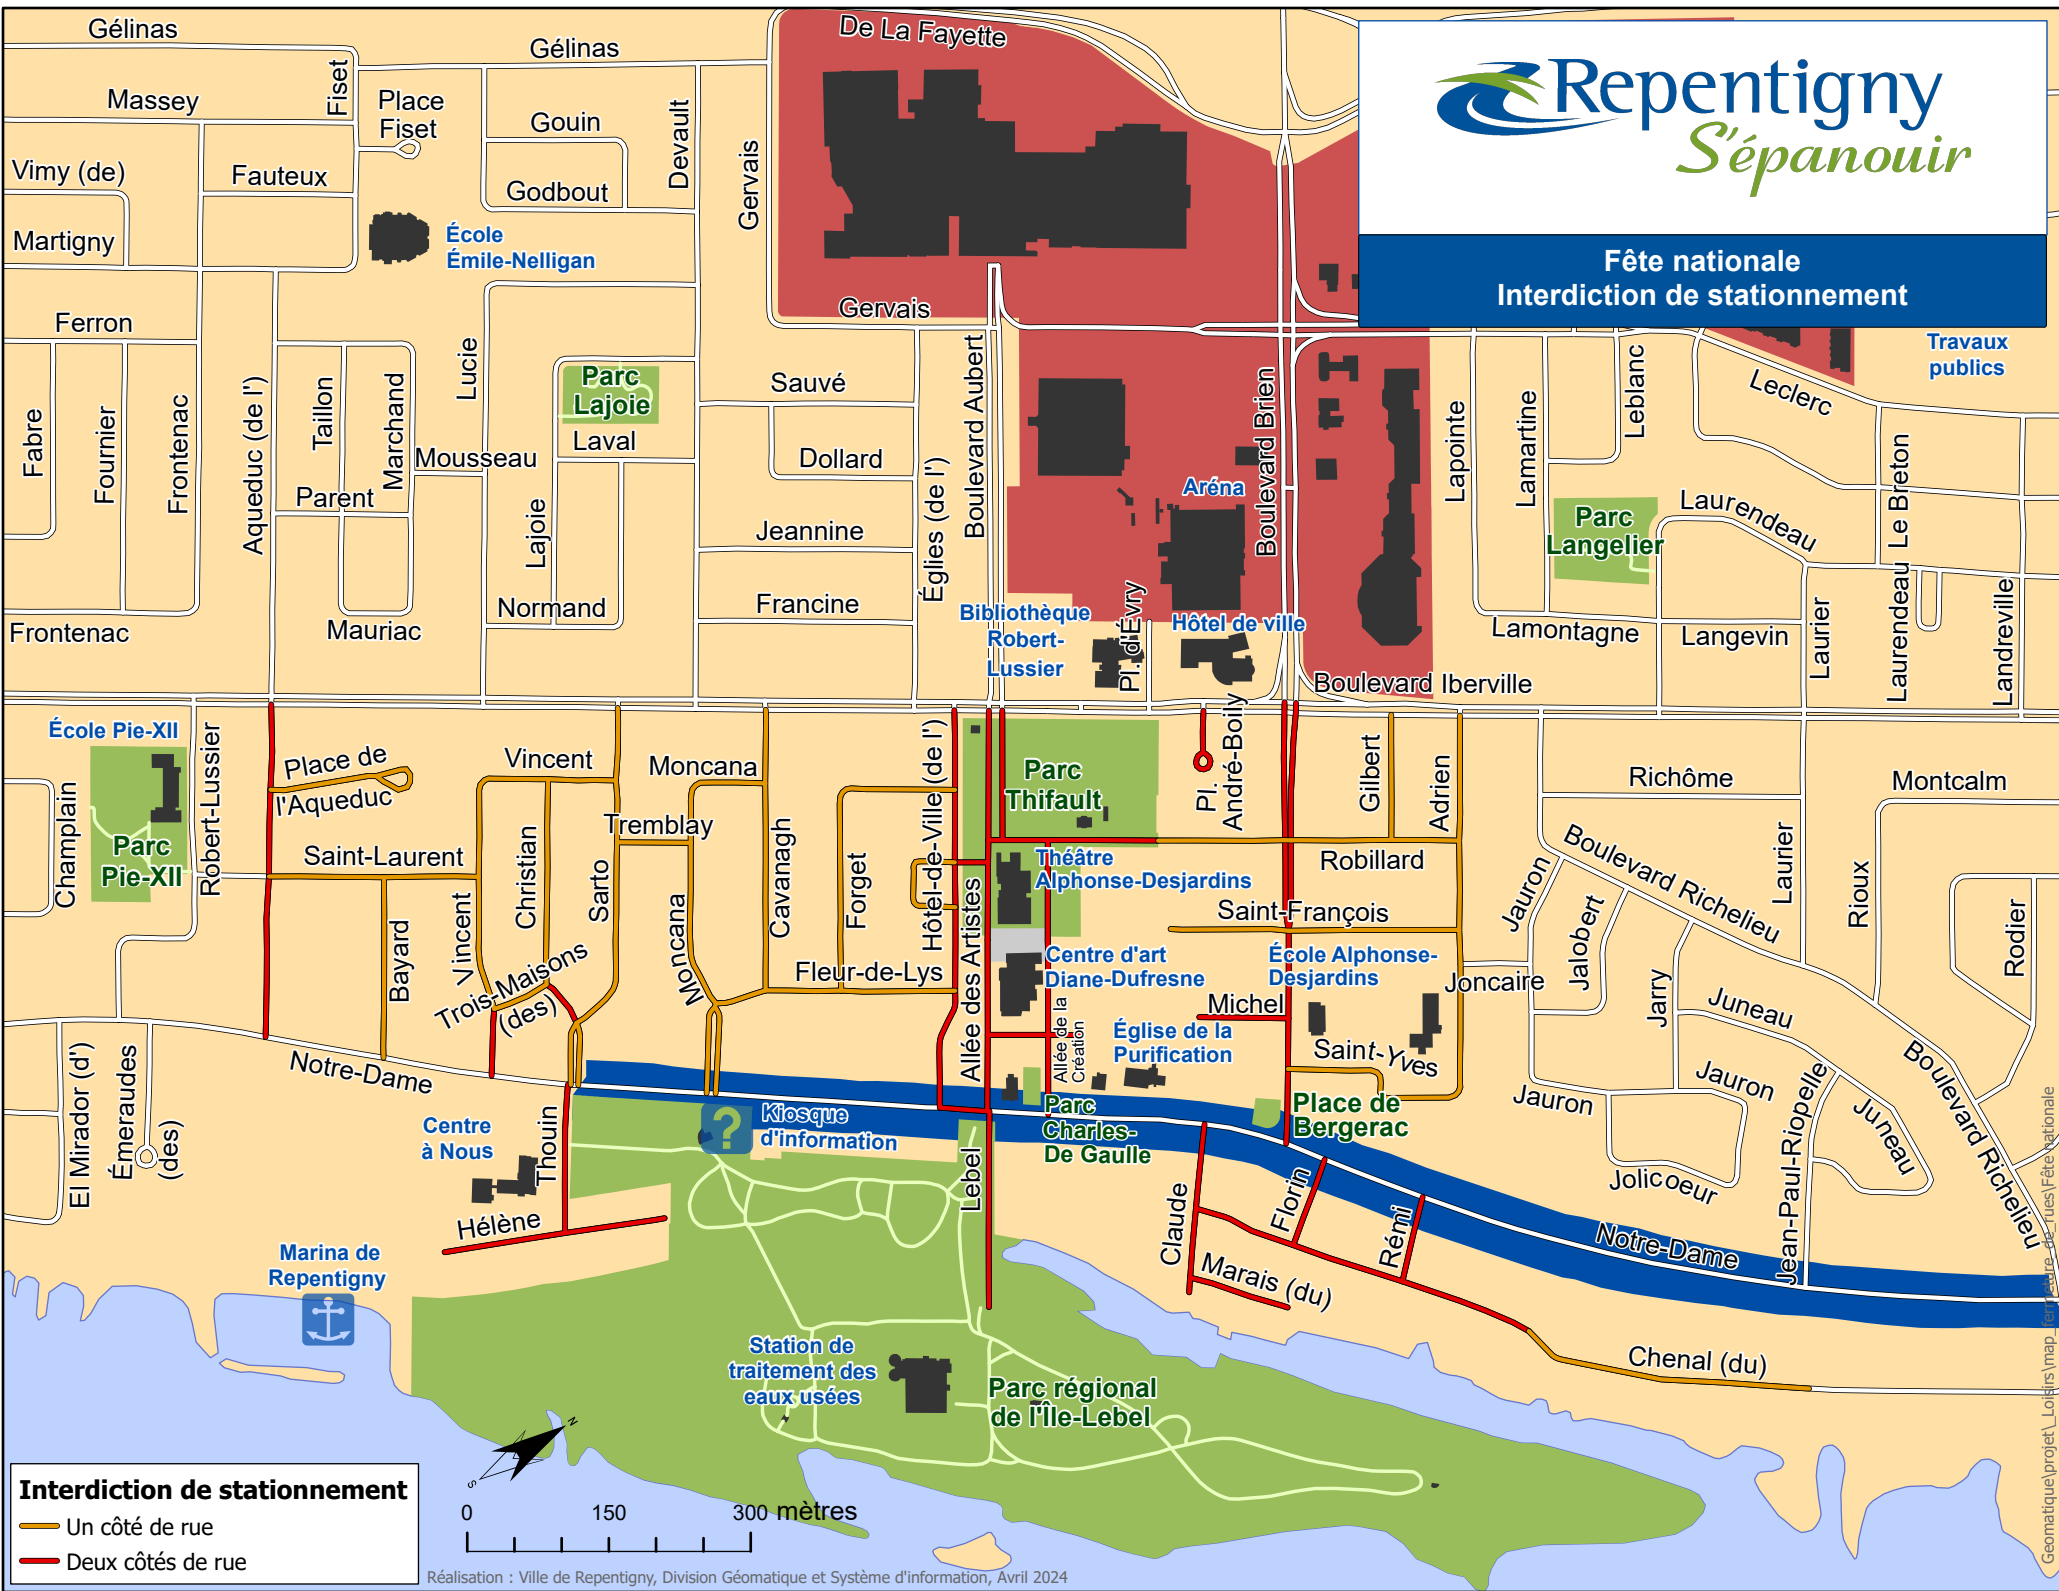 Gélinas
De La Fayette
Repentigny
S'épanouir
Fête nationale
Interdiction de stationnement
Gélinas
Massey
Fiset
Place
Fiset
Gouin
Devault
Gervais
Vimy (de)
Fauteux
Godbout
Martigny
École
Émile-Nelligan
Ferron
Gervais
Lucie
Parc
Lajoie
Sauvé
Boulevard Aubert
Boulevard Brien
Leblanc
Leclerc
Travaux
publics
Fabre
Fournier
Frontenac
Aqueduc (de l')
Taillon
Marchand
Mousseau
Laval
Dollard
Églies (de l')
Aréna
Lapointe
Lamartine
Parc
Langelier
Laurendeau
Le Breton
Parent
Lajoie
Jeannine
Normand
Francine
Frontenac
Mauriac
Bibliothèque
Robert-
Lussier
Pl. d'Évry
Hôtel de ville
Lamontagne
Langevin
Laurier
Laurendeau
Landreville
Boulevard Iberville
École Pie-XII
Robert-Lussier
Place de
l'Aqueduc
Vincent
Moncana
Hôtel-de-Ville (de l')
Parc
Thifault
Pl.
André-Boily
Gilbert
Adrien
Richôme
Montcalm
Champlain
Parc
Pie-XII
Saint-Laurent
Christian
Tremblay
Sarto
Cavanagh
Forget
Théâtre
Alphonse-Desjardins
Robillard
Boulevard Richelieu
Laurier
Rioux
Rodier
Bayard
Vincent
Moncana
Allée des Artistes
Saint-François
Jauron
Jalobert
Trois-Maisons
(des)
Fleur-de-Lys
Centre d'art
Diane-Dufresne
École Alphonse-
Desjardins
Joncaire
Jarry
Juneau
Michel
Allée de la
Création
Église de la
Purification
Saint-Yves
El Mirador (d')
Émeraudes
(des)
Notre-Dame
Jauron
Jauron
Boulevard Richelieu
Centre
à Nous
Thouin
Kiosque
d'information
Parc
Charles-
De Gaulle
Place de
Bergerac
Jean-Paul-Riopelle
Juneau
Lebel
Jolicoeur
Hélène
Claude
Florin
Rémi
Notre-Dame
Marina de
Repentigny
Marais (du)
Station de
traitement des
eaux usées
Parc régional
de l'Île-Lebel
Chenal (du)
N
S
Interdiction de stationnement
Un côté de rue
Deux côtés de rue
0 150 300 mètres
Réalisation : Ville de Repentigny, Division Géomatique et Système d'information, Avril 2024
Geomatique\projet\_Loisirs\map_fermeture_de_rues\Fête nationale